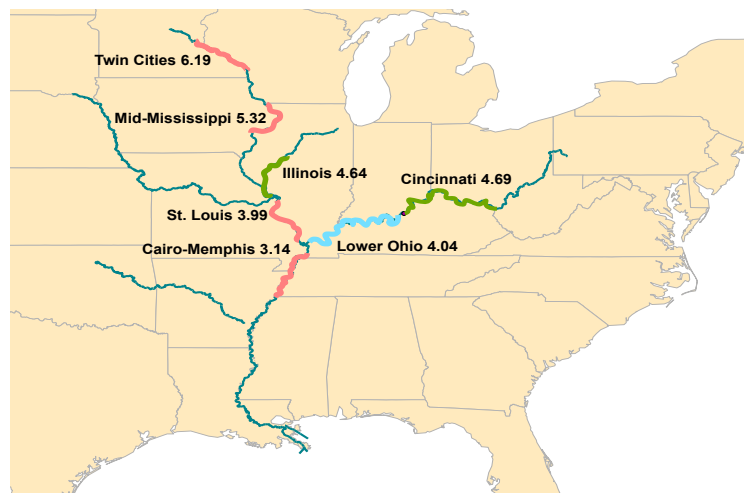 Twin Cities 6.19
Mid-Mississippi 5.32
Illinois 4.64
Cincinnati 4.69
St. Louis 3.99
Cairo-Memphis 3.14
Lower Ohio 4.04